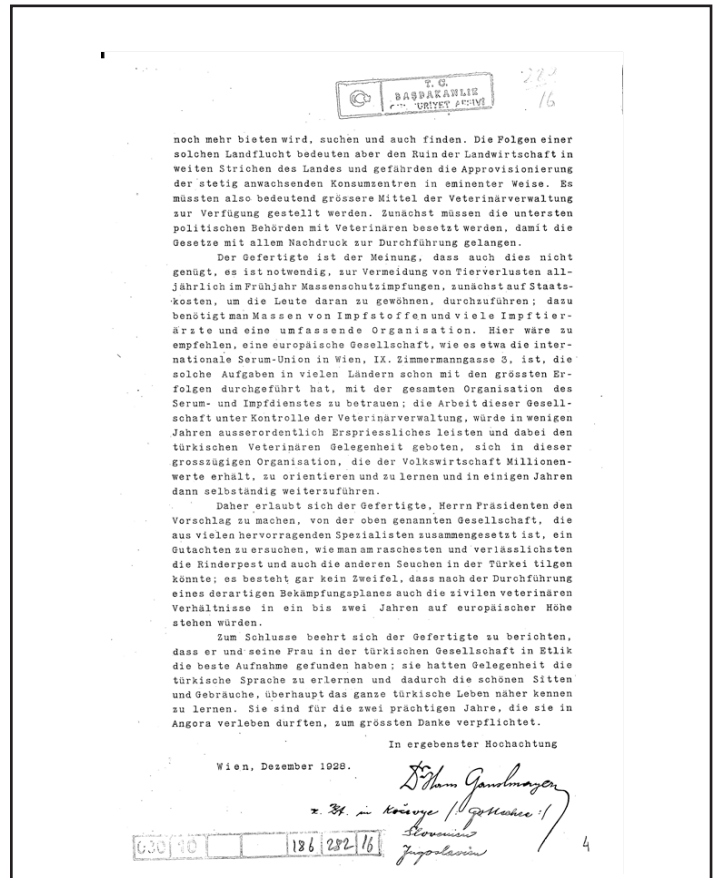 T. C.
BAŞBAKANLIK
CUMHURİYET ARŞİVİ
16
noch mehr bieten wird, suchen und auch finden. Die Folgen einer
solchen Landflucht bedeuten aber den Ruin der Landwirtschaft in
weiten Strichen des Landes und gefährden die Approvisionierung
der stetig anwachsenden Konsumzentren in eminenter Weise. Es
müssten also bedeutend grössere Mittel der Veterinärverwaltung
zur Verfügung gestellt werden. Zunächst müssen die untersten
politischen Behörden mit Veterinären besetzt werden, damit die
Gesetze mit allem Nachdruck zur Durchführung gelangen.
Der Gefertigte ist der Meinung, dass auch dies nicht
genügt, es ist notwendig, zur Vermeidung von Tierverlusten all-
jährlich im Frühjahr Massenschutzimpfungen, zunächst auf Staats-
kosten, um die Leute daran zu gewöhnen, durchzuführen; dazu
benötigt man Massen von Impfstoffen und viele Impftier-
ärzte und eine umfassende Organisation. Hier wäre zu
empfehlen, eine europäische Gesellschaft, wie es etwa die inter-
nationale Serum-Union in Wien, IX. Zimmermanngasse 3, ist, die
solche Aufgaben in vielen Ländern schon mit den grössten Er-
folgen durchgeführt hat, mit der gesamten Organisation des
Serum- und Impfdienstes zu betrauen; die Arbeit dieser Gesell-
schaft unter Kontrolle der Veterinärverwaltung, würde in wenigen
Jahren ausserordentlich Erspriessliches leisten und dabei den
türkischen Veterinären Gelegenheit geboten, sich in dieser
grosszügigen Organisation, die der Volkswirtschaft Millionen-
werte erhält, zu orientieren und zu lernen und in einigen Jahren
dann selbständig weiterzuführen.
Daher erlaubt sich der Gefertigte, Herrn Präsidenten den
Vorschlag zu machen, von der oben genannten Gesellschaft, die
aus vielen hervorragenden Spezialisten zusammengesetzt ist, ein
Gutachten zu ersuchen, wie man am raschesten und verlässlichsten
die Rinderpest und auch die anderen Seuchen in der Türkei tilgen
könnte; es besteht gar kein Zweifel, dass nach der Durchführung
eines derartigen Bekämpfungsplanes auch die zivilen veterinären
Verhältnisse in ein bis zwei Jahren auf europäischer Höhe
stehen würden.
Zum Schlusse beehrt sich der Gefertigte zu berichten,
dass er und seine Frau in der türkischen Gesellschaft in Etlik
die beste Aufnahme gefunden haben; sie hatten Gelegenheit die
türkische Sprache zu erlernen und dadurch die schönen Sitten
und Gebräuche, überhaupt das ganze türkische Leben näher kennen
zu lernen. Sie sind für die zwei prächtigen Jahre, die sie in
Angora verleben durften, zum grössten Danke verpflichtet.
In ergebenster Hochachtung
Wien, Dezember 1928.
Dr Hans
z. Zt. in Kočevje /: Gottschee :/
Slovenien
Jugoslavien
030 10 186 282 16
4